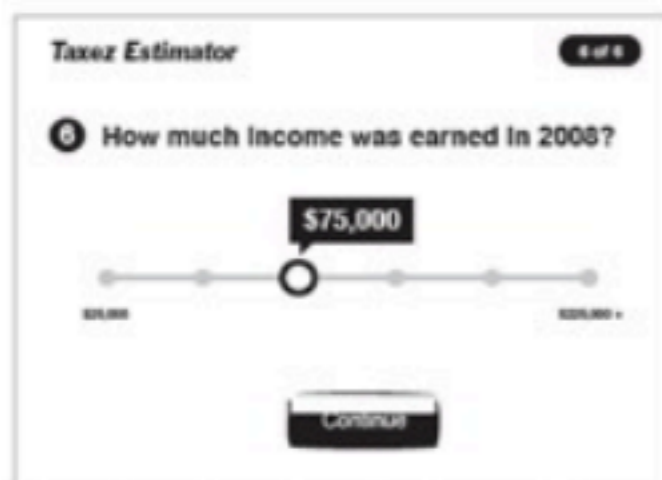 Taxez Estimator
6 of 6
6 How much income was earned in 2008?
$75,000
Continue